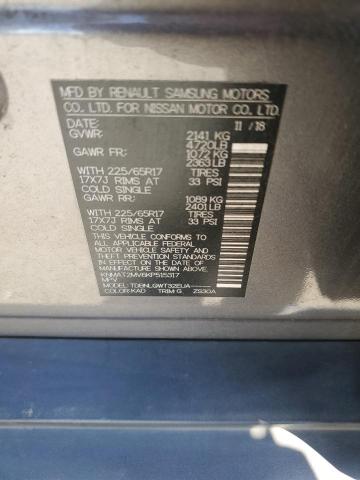 MFD BY RENAULT SAMSUNG MOTORS
CO. LTD. FOR NISSAN MOTOR CO. LTD.
DATE: 11 / 18
GVWR: 2141 KG
4720LB
GAWR FR: 1072 KG
2363 LB
WITH 225/65R17 TIRES
17X7J RIMS AT 33 PSI
COLD SINGLE
GAWR RR: 1089 KG
2401 LB
WITH 225/65R17 TIRES
17X7J RIMS AT 33 PSI
COLD SINGLE
THIS VEHICLE CONFORMS TO ALL
APPLICABLE FEDERAL MOTOR
VEHICLE SAFETY STANDARDS
IN EFFECT ON THE DATE OF
MANUFACTURE SHOWN ABOVE.
KNMAT2MV6KP515317
MPV
MODEL: TDBNLGWT32EUA
COLOR: KAD TRIM: G ZS30A